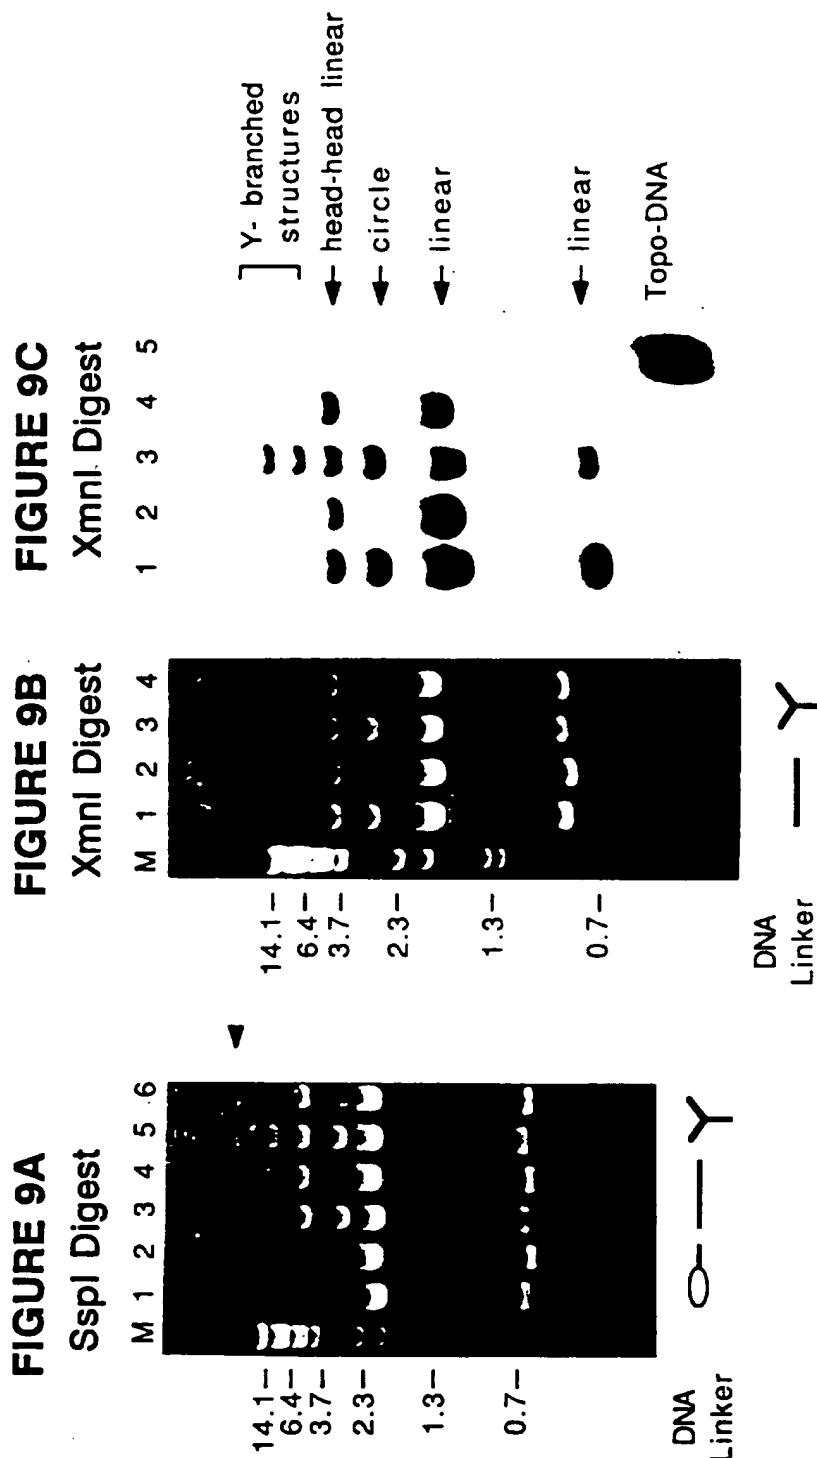 FIGURE 9A
SspI Digest
M 1 2 3 4 5 6
14.1
6.4
3.7
2.3
1.3
0.7
DNA
Linker
FIGURE 9B
XmnI Digest
M 1 2 3 4
14.1
6.4
3.7
2.3
1.3
0.7
DNA
Linker
FIGURE 9C
XmnI Digest
1 2 3 4 5
Y- branched
structures
head-head linear
circle
linear
linear
Topo-DNA